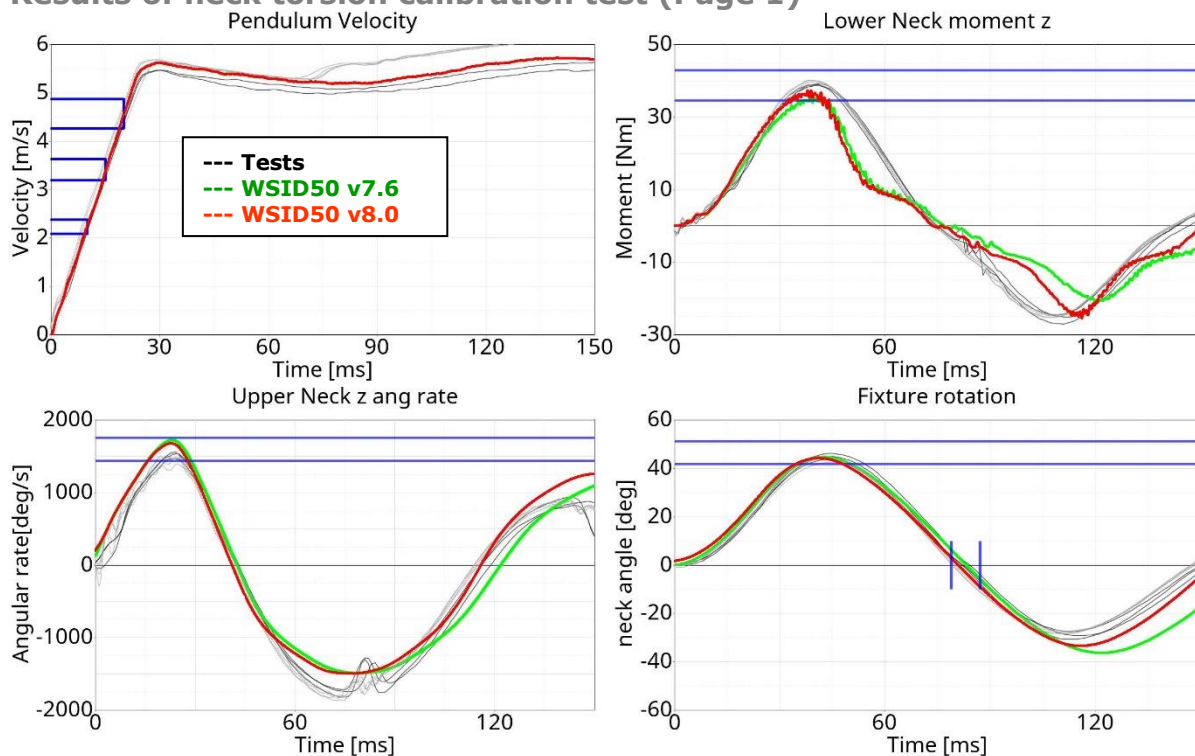 Results of neck torsion calibration test (Page 1)
Pendulum Velocity
Velocity [m/s]
6
5
4
3
2
1
0
0 30 60 90 120 150
Time [ms]
--- Tests
--- WSID50 v7.6
--- WSID50 v8.0
Lower Neck moment z
Moment [Nm]
50
30
10
-10
-30
0 60 120
Time [ms]
Upper Neck z ang rate
Angular rate[deg/s]
2000
1000
0
-1000
-2000
0 60 120
Time [ms]
Fixture rotation
neck angle [deg]
60
40
20
0
-20
-40
-60
0 60 120
Time [ms]